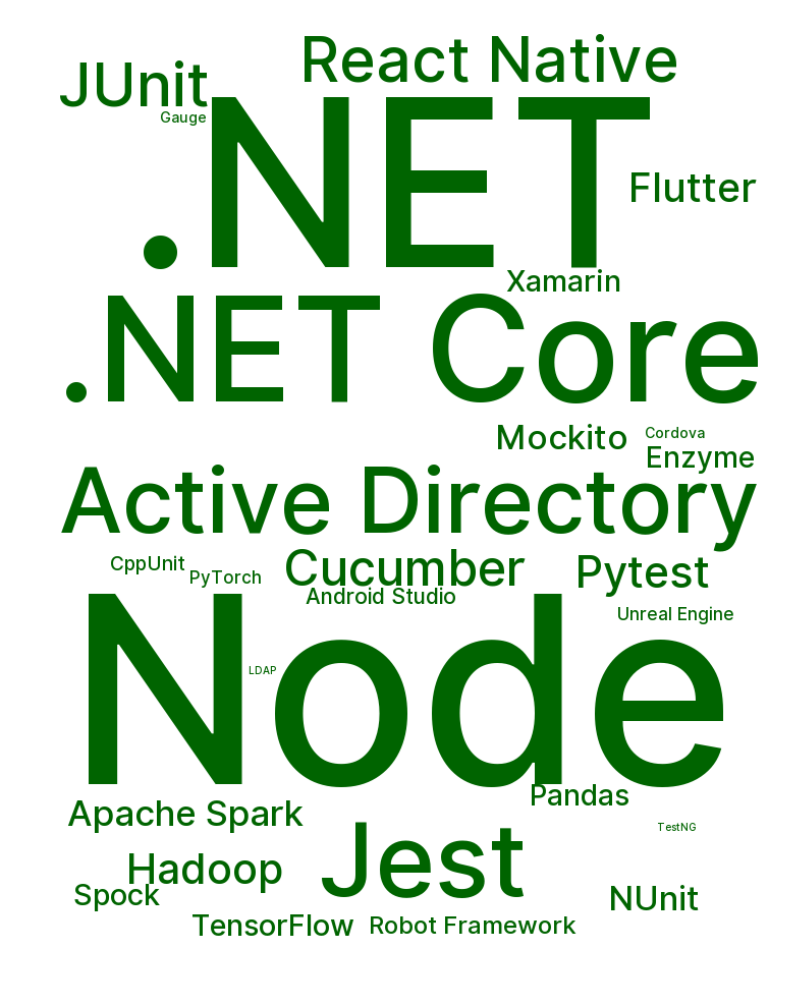 React Native
JUnit
Gauge
.NET
Flutter
Xamarin
.NET Core
Mockito
Cordova
Enzyme
Active Directory
CppUnit
PyTorch
Cucumber
Pytest
Android Studio
Unreal Engine
Node
LDAP
Pandas
Apache Spark
TestNG
Jest
Hadoop
Spock
NUnit
TensorFlow
Robot Framework